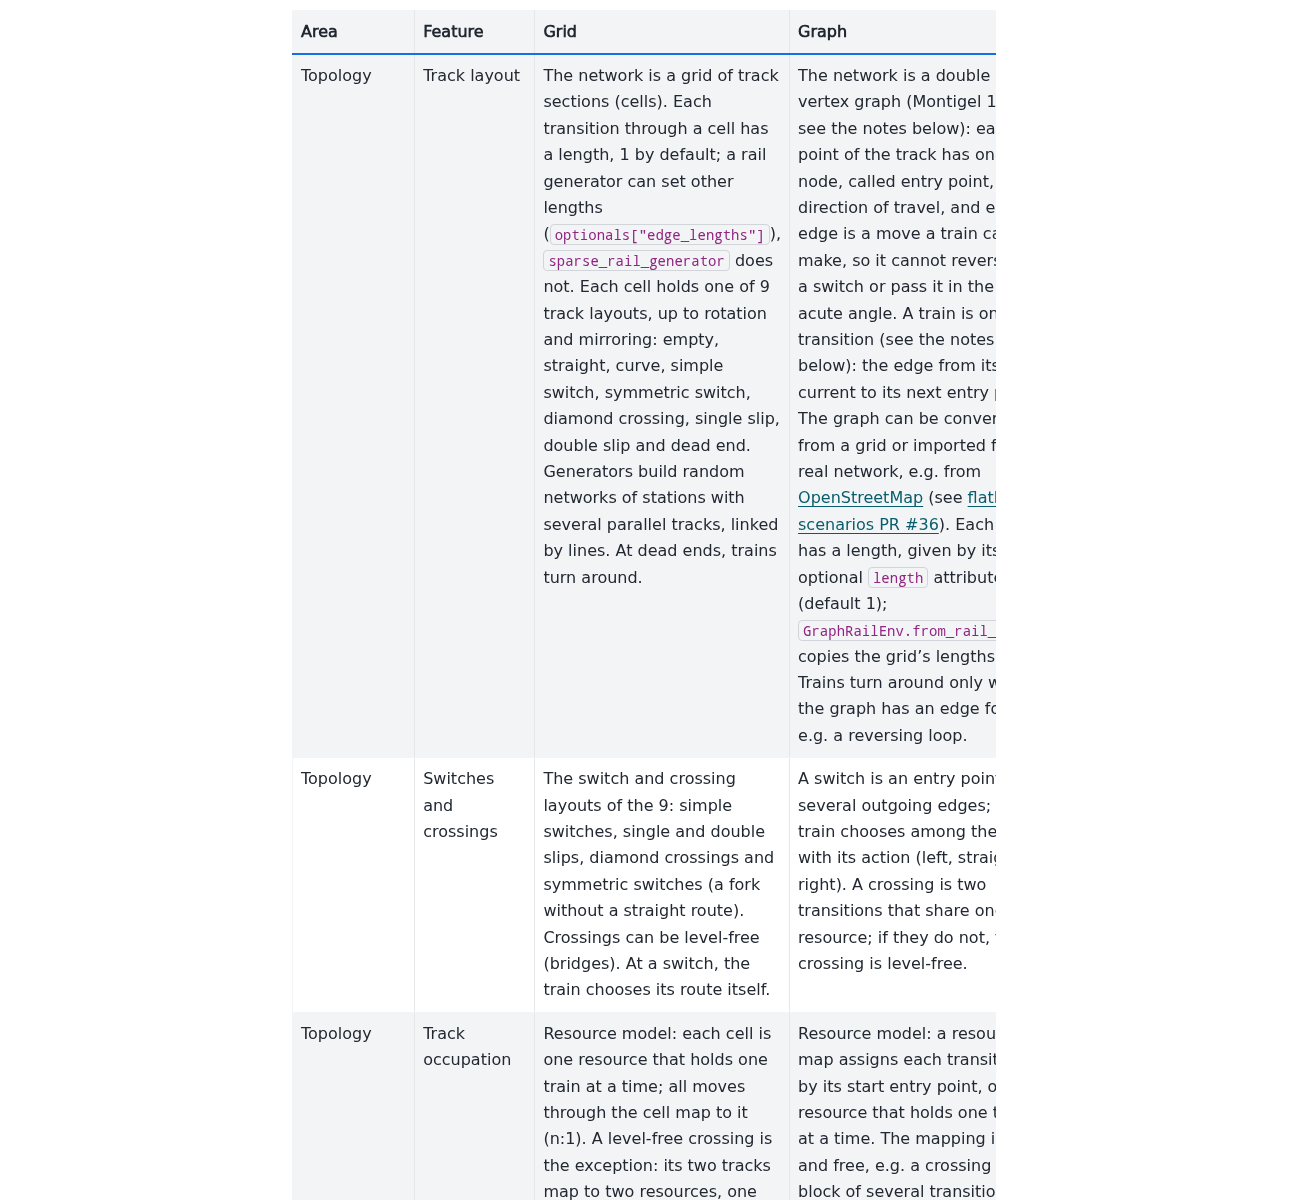 Area
Feature
Grid
Graph
Topology
Track layout
The network is a grid of track
sections (cells). Each
transition through a cell has
a length, 1 by default; a rail
generator can set other
lengths
(optionals["edge_lengths"]),
sparse_rail_generator does
not. Each cell holds one of 9
track layouts, up to rotation
and mirroring: empty,
straight, curve, simple
switch, symmetric switch,
diamond crossing, single slip,
double slip and dead end.
Generators build random
networks of stations with
several parallel tracks, linked
by lines. At dead ends, trains
turn around.
The network is a double
vertex graph (Montigel
see the notes below):
point of the track has
node, called entry point,
direction of travel, and
edge is a move a train
make, so it cannot
a switch or pass it in the
acute angle. A train is
transition (see the notes
below): the edge from its
current to its next entry
The graph can be
from a grid or imported
real network, e.g. from
OpenStreetMap (see
scenarios PR #36). Each
has a length, given by its
optional length attribute
(default 1);
GraphRailEnv.from_rail_
copies the grid’s lengths
Trains turn around only
the graph has an edge
e.g. a reversing loop.
Topology
Switches
and
crossings
The switch and crossing
layouts of the 9: simple
switches, single and double
slips, diamond crossings and
symmetric switches (a fork
without a straight route).
Crossings can be level-free
(bridges). At a switch, the
train chooses its route itself.
A switch is an entry
several outgoing edges;
train chooses among
with its action (left,
right). A crossing is two
transitions that share
resource; if they do not,
crossing is level-free.
Topology
Track
occupation
Resource model: each cell is
one resource that holds one
train at a time; all moves
through the cell map to it
(n:1). A level-free crossing is
the exception: its two tracks
map to two resources, one
Resource model: a
map assigns each
by its start entry point,
resource that holds one
at a time. The mapping
and free, e.g. a crossing
block of several